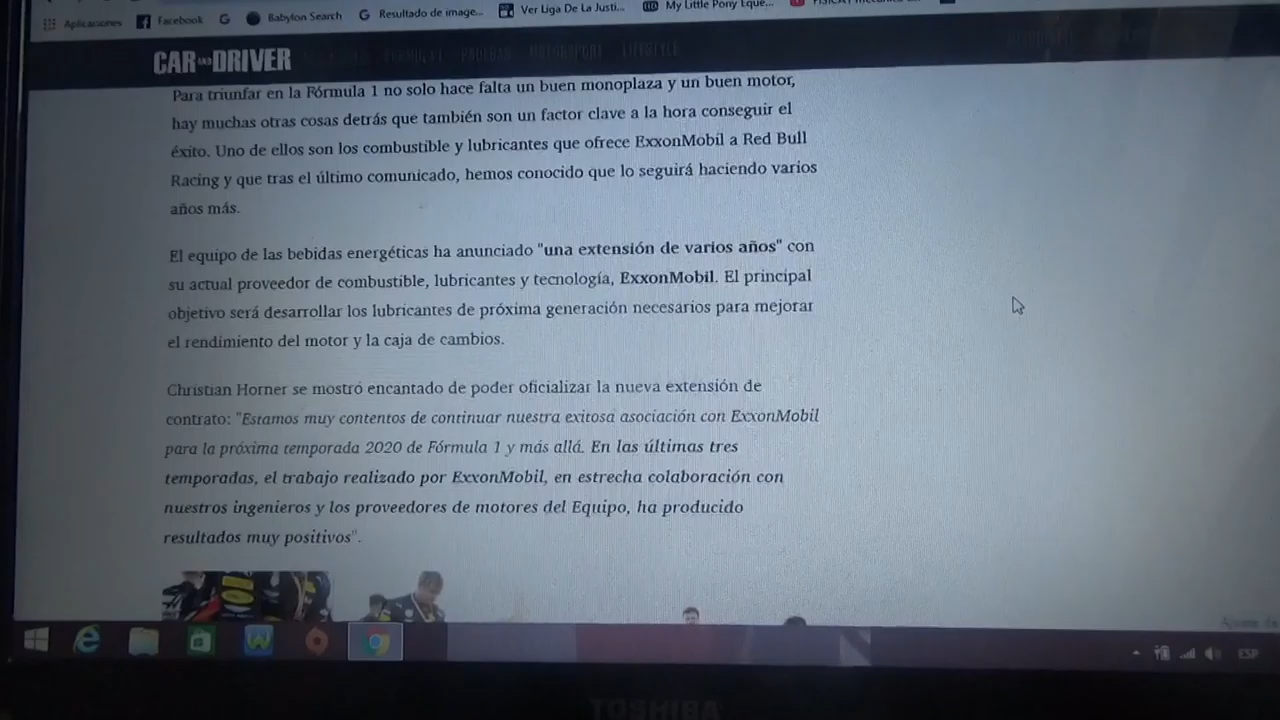 Aplicaciones Facebook G Babylon Search G Resultado de image... Ver Liga De La Justi... My Little Pony Eque...
CAR AND DRIVER FORMULA 1 PRUEBAS MOTORSPORT LIFESTYLE
Para triunfar en la Fórmula 1 no solo hace falta un buen monoplaza y un buen motor,
hay muchas otras cosas detrás que también son un factor clave a la hora conseguir el
éxito. Uno de ellos son los combustible y lubricantes que ofrece ExxonMobil a Red Bull
Racing y que tras el último comunicado, hemos conocido que lo seguirá haciendo varios
años más.
El equipo de las bebidas energéticas ha anunciado "una extensión de varios años" con
su actual proveedor de combustible, lubricantes y tecnología, ExxonMobil. El principal
objetivo será desarrollar los lubricantes de próxima generación necesarios para mejorar
el rendimiento del motor y la caja de cambios.
Christian Horner se mostró encantado de poder oficializar la nueva extensión de
contrato: "Estamos muy contentos de continuar nuestra exitosa asociación con ExxonMobil
para la próxima temporada 2020 de Fórmula 1 y más allá. En las últimas tres
temporadas, el trabajo realizado por ExxonMobil, en estrecha colaboración con
nuestros ingenieros y los proveedores de motores del Equipo, ha producido
resultados muy positivos".
ESP
TOSHIBA